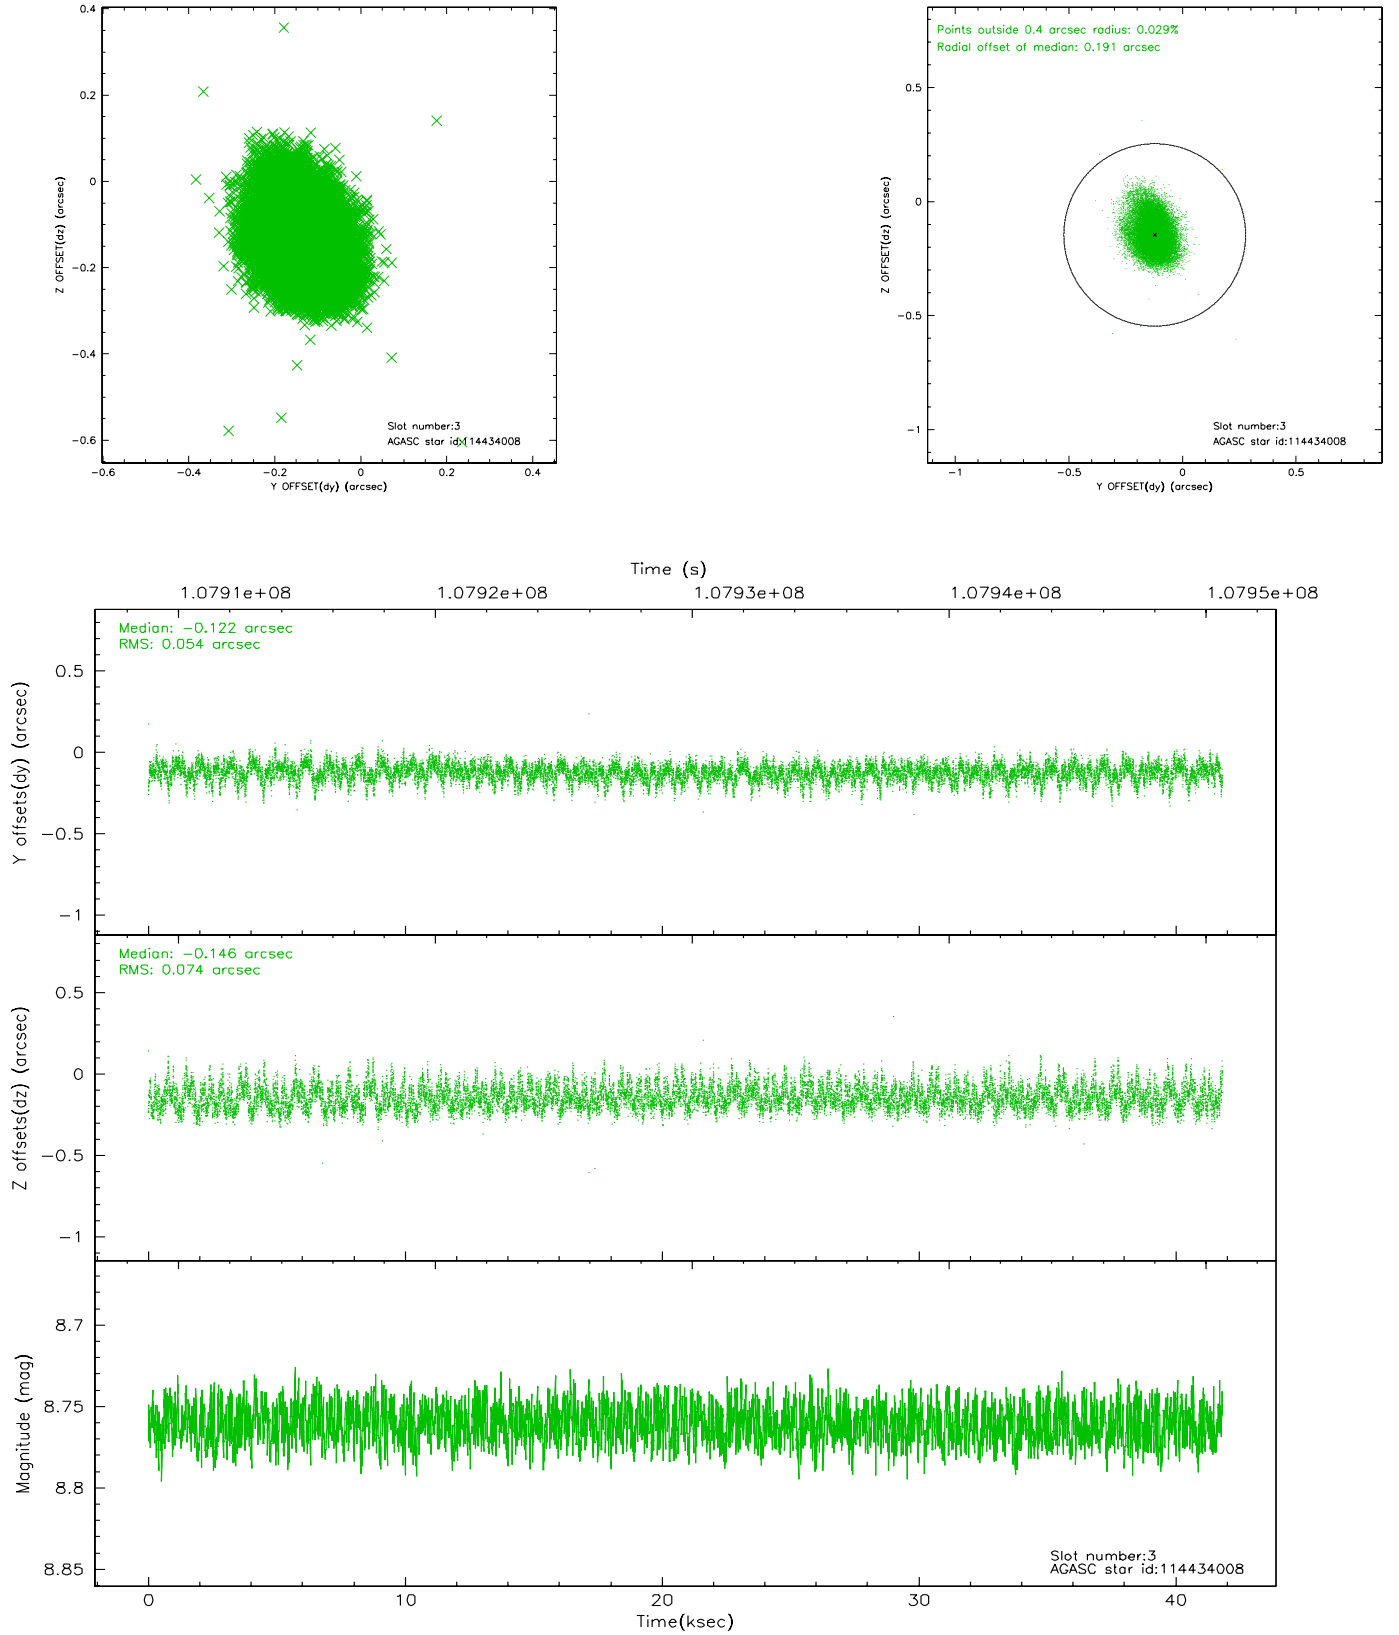 0.4
0.2
0
−0.2
−0.4
−0.6
Z OFFSET(dz) (arcsec)
Slot number:3
AGASC star id:114434008
−0.6 −0.4 −0.2 0 0.2 0.4
Y OFFSET(dy) (arcsec)
Points outside 0.4 arcsec radius: 0.029%
Radial offset of median: 0.191 arcsec
0.5
0
−0.5
−1
Z OFFSET(dz) (arcsec)
Slot number:3
AGASC star id:114434008
−1 −0.5 0 0.5
Y OFFSET(dy) (arcsec)
Time (s)
1.0791e+08 1.0792e+08 1.0793e+08 1.0794e+08 1.0795e+08
Median: −0.122 arcsec
RMS: 0.054 arcsec
0.5
0
−0.5
−1
Y offsets(dy) (arcsec)
Median: −0.146 arcsec
RMS: 0.074 arcsec
0.5
0
−0.5
−1
Z offsets(dz) (arcsec)
8.7
8.75
8.8
8.85
Magnitude (mag)
Slot number:3
AGASC star id:114434008
0 10 20 30 40
Time(ksec)